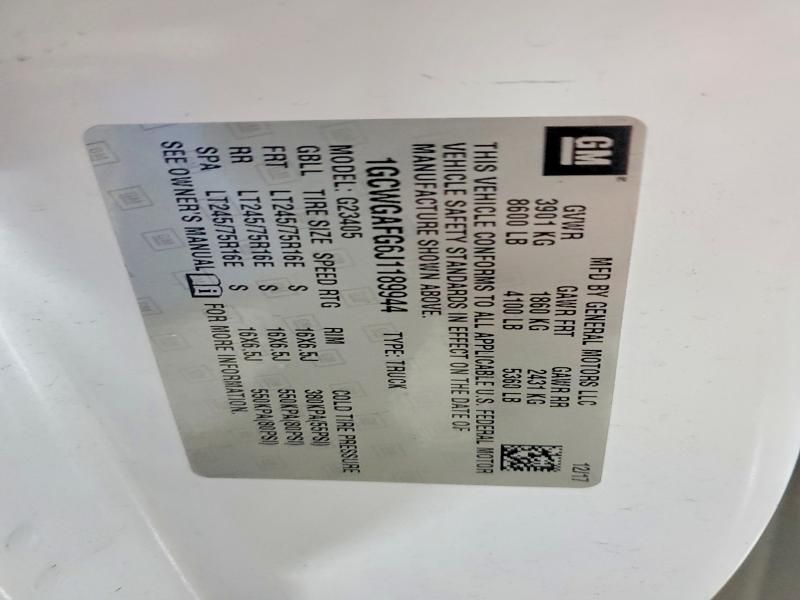 GM
MFD BY GENERAL MOTORS LLC 12/17
GVWR GAWR FRT GAWR RR
3901 KG 1860 KG 2431 KG
8600 LB 4100 LB 5360 LB
THIS VEHICLE CONFORMS TO ALL APPLICABLE U.S. FEDERAL MOTOR
VEHICLE SAFETY STANDARDS IN EFFECT ON THE DATE OF
MANUFACTURE SHOWN ABOVE.
1GCWGAFG6J1189944 TYPE: TRUCK
MODEL: G23405
GBLL TIRE SIZE SPEED RTG RIM COLD TIRE PRESSURE
FRT LT245/75R16E S 16X6.5J 380KPA(55PSI)
RR LT245/75R16E S 16X6.5J 550KPA(80PSI)
SPA LT245/75R16E S 16X6.5J 550KPA(80PSI)
SEE OWNER'S MANUAL FOR MORE INFORMATION.